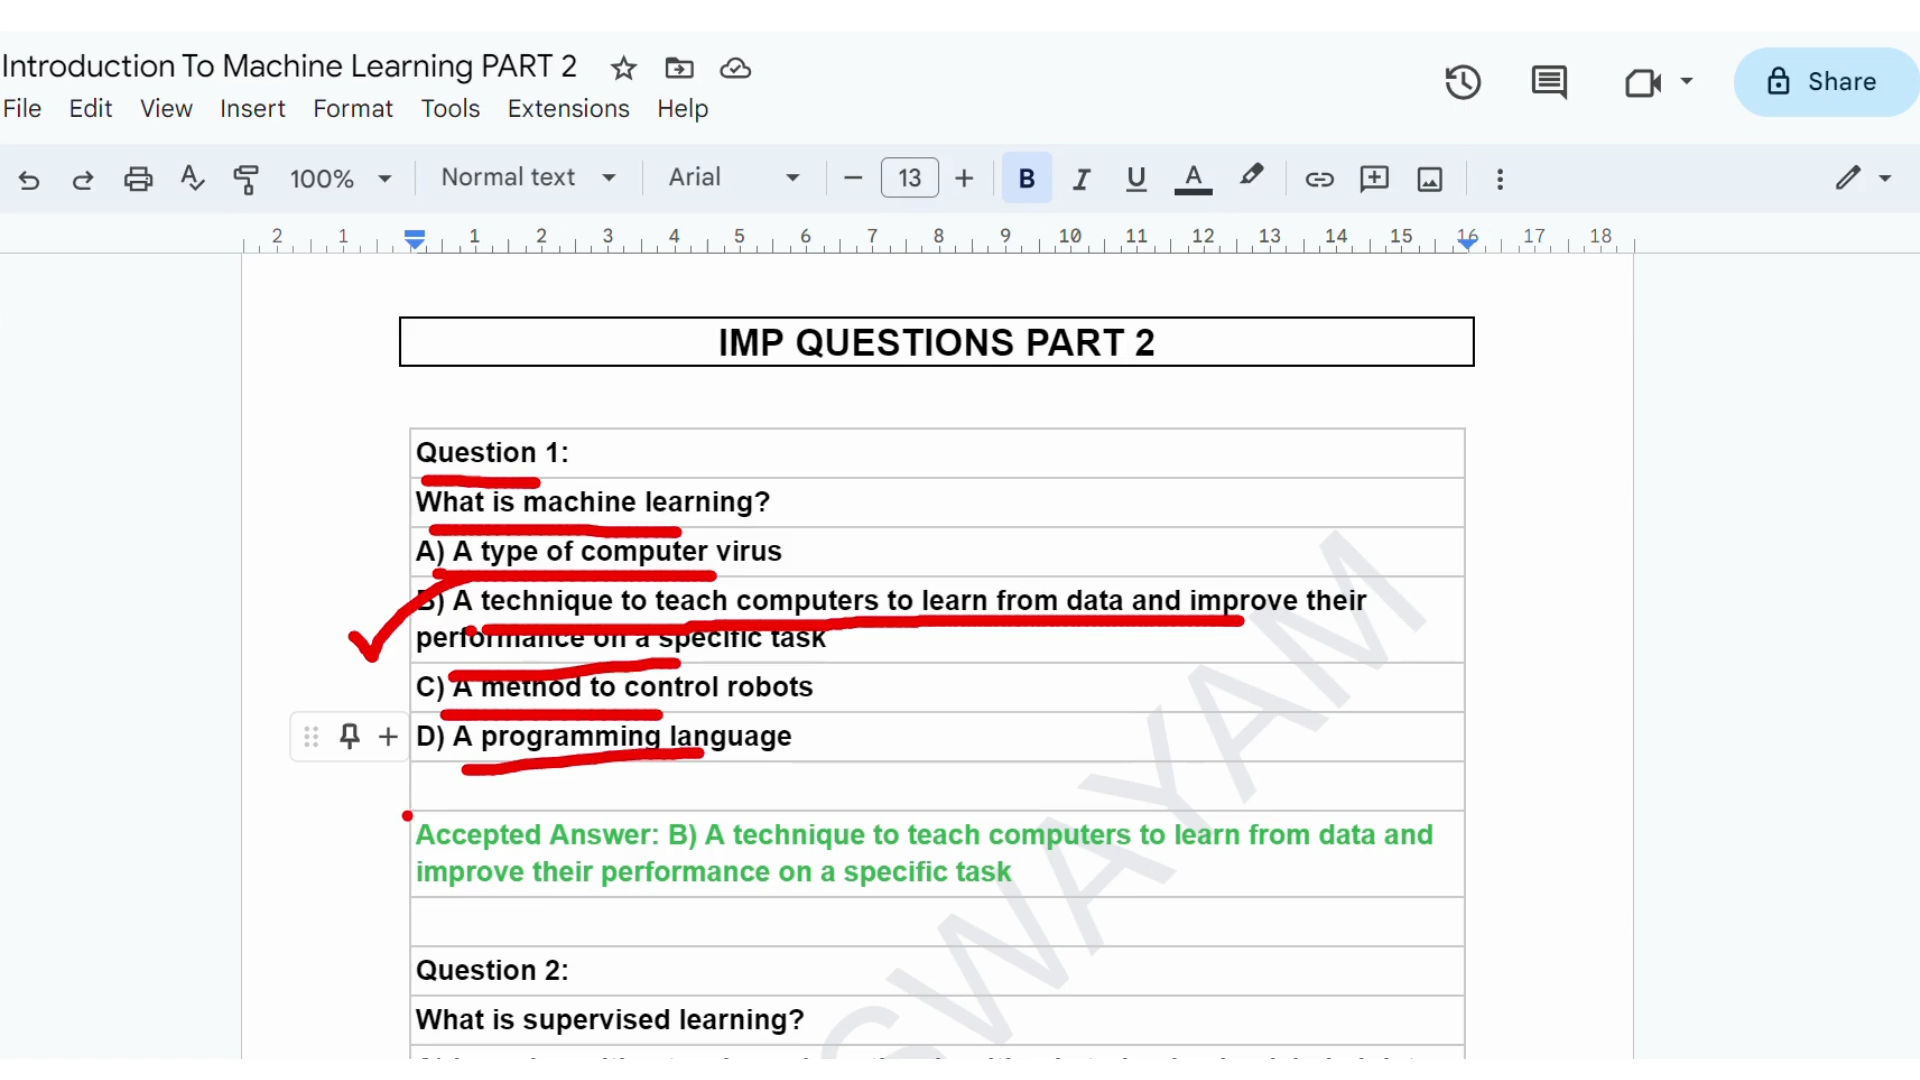 Introduction To Machine Learning PART 2
File Edit View Insert Format Tools Extensions Help
Share
100% Normal text Arial 13 B I U A
2 1 1 2 3 4 5 6 7 8 9 10 11 12 13 14 15 16 17 18
IMP QUESTIONS PART 2
Question 1:
What is machine learning?
A) A type of computer virus
B) A technique to teach computers to learn from data and improve their
performance on a specific task
C) A method to control robots
D) A programming language
Accepted Answer: B) A technique to teach computers to learn from data and
improve their performance on a specific task
Question 2:
What is supervised learning?
SWAYAM